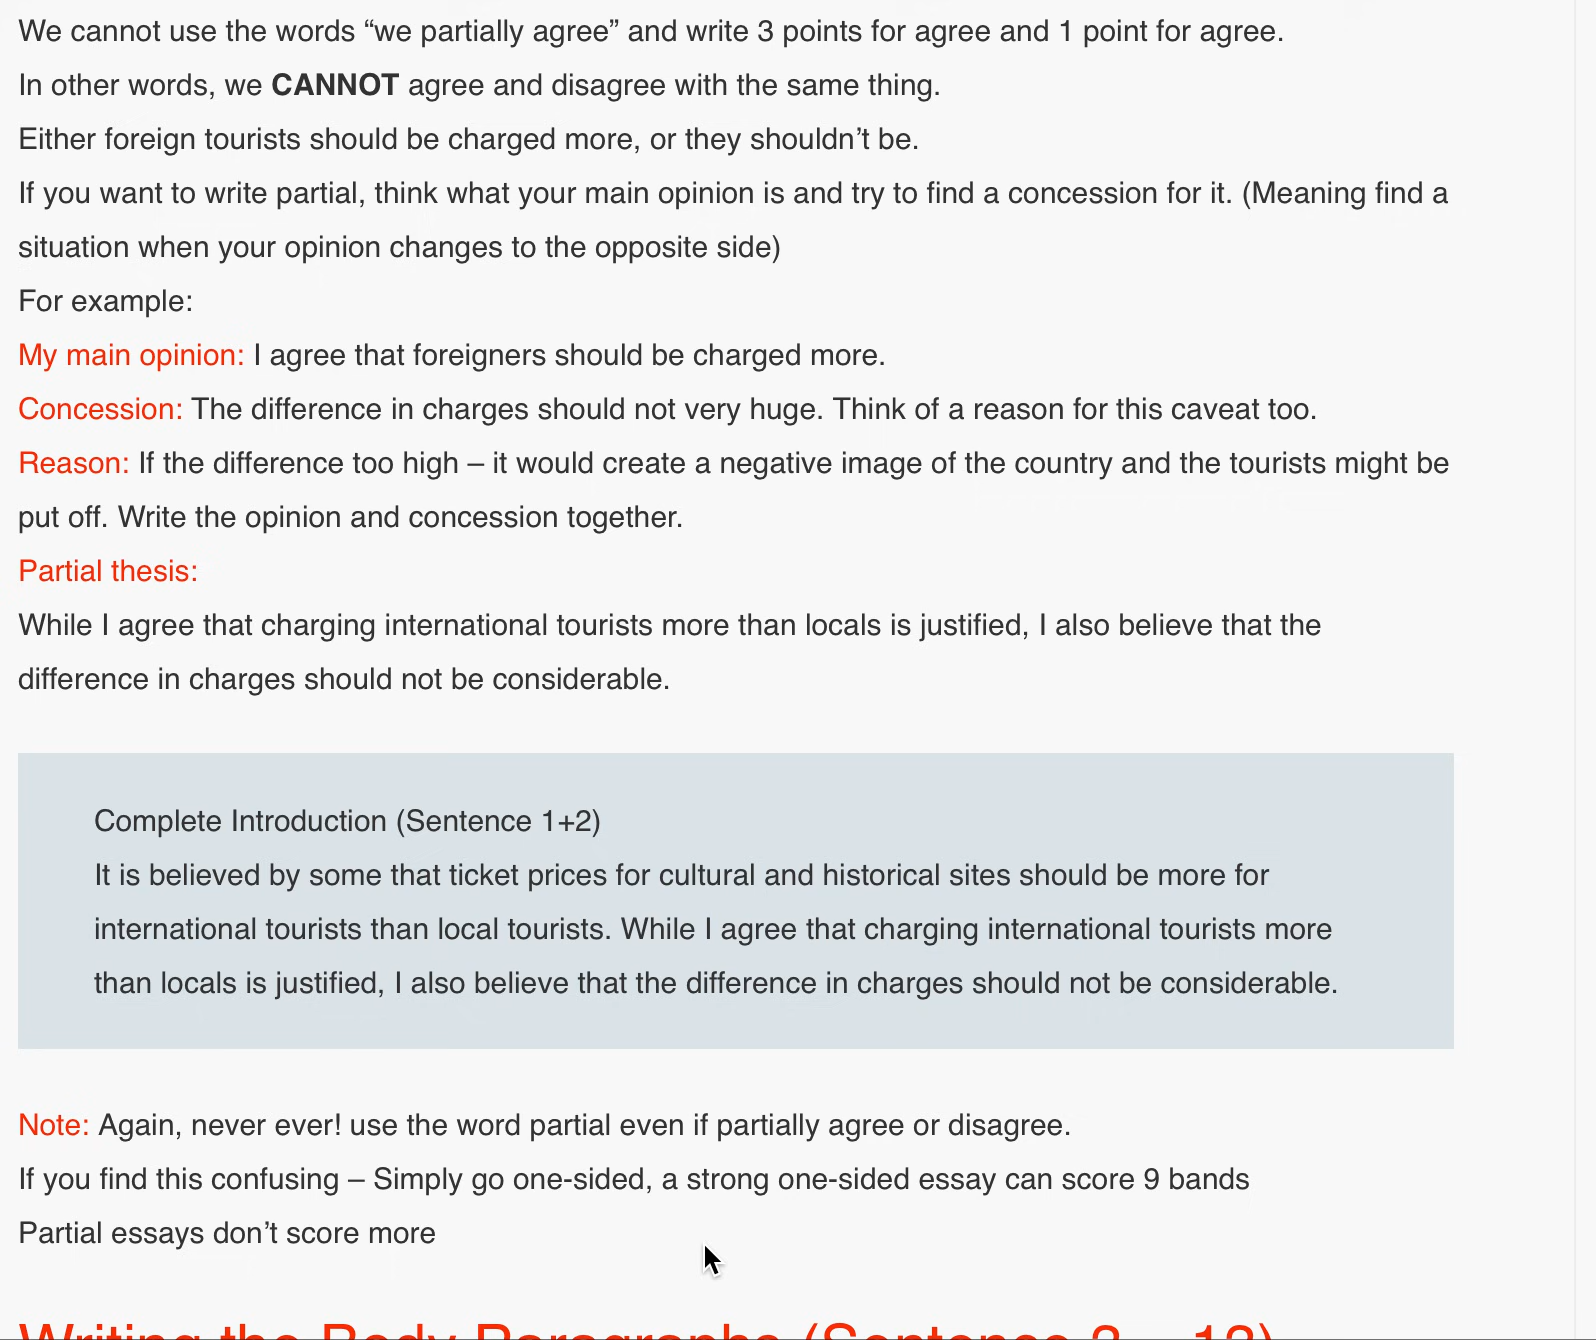 We cannot use the words “we partially agree” and write 3 points for agree and 1 point for agree.
In other words, we CANNOT agree and disagree with the same thing.
Either foreign tourists should be charged more, or they shouldn’t be.
If you want to write partial, think what your main opinion is and try to find a concession for it. (Meaning find a
situation when your opinion changes to the opposite side)
For example:
My main opinion: I agree that foreigners should be charged more.
Concession: The difference in charges should not very huge. Think of a reason for this caveat too.
Reason: If the difference too high – it would create a negative image of the country and the tourists might be
put off. Write the opinion and concession together.
Partial thesis:
While I agree that charging international tourists more than locals is justified, I also believe that the
difference in charges should not be considerable.
Complete Introduction (Sentence 1+2)
It is believed by some that ticket prices for cultural and historical sites should be more for
international tourists than local tourists. While I agree that charging international tourists more
than locals is justified, I also believe that the difference in charges should not be considerable.
Note: Again, never ever! use the word partial even if partially agree or disagree.
If you find this confusing – Simply go one-sided, a strong one-sided essay can score 9 bands
Partial essays don’t score more
Writing the Body Paragraphs (Sentence 3 – 12)